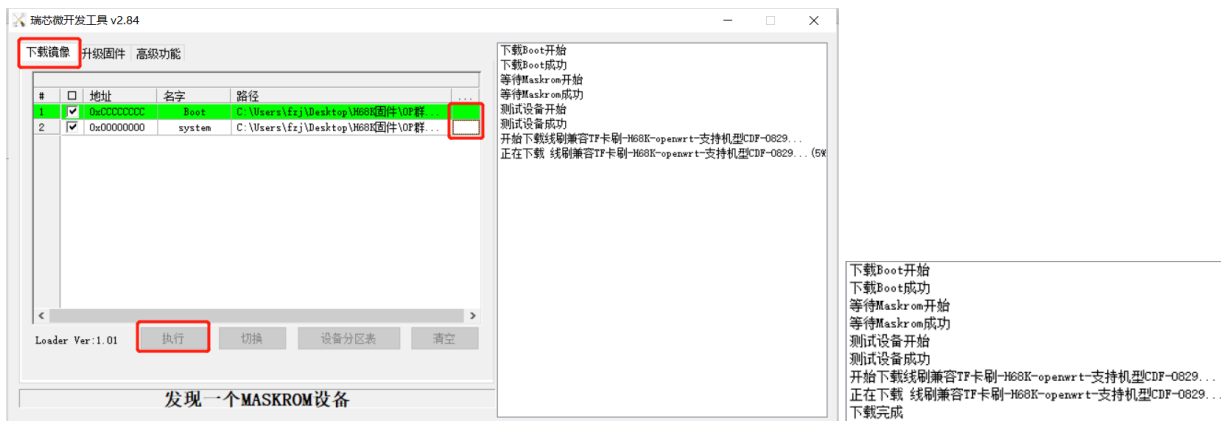 瑞芯微开发工具 v2.84
下载镜像 升级固件 高级功能
# 地址 名字 路径 ...
1 0xCCCCCCCC Boot C:\Users\fzj\Desktop\H68K固件\OP群...
2 0x00000000 system C:\Users\fzj\Desktop\H68K固件\OP群...
Loader Ver:1.01 执行 切换 设备分区表 清空
发现一个MASKROM设备
下载Boot开始
下载Boot成功
等待Maskrom开始
等待Maskrom成功
测试设备开始
测试设备成功
开始下载线刷兼容TF卡刷-H68K-openwrt-支持机型CDF-0829...
正在下载 线刷兼容TF卡刷-H68K-openwrt-支持机型CDF-0829...(5%
下载Boot开始
下载Boot成功
等待Maskrom开始
等待Maskrom成功
测试设备开始
测试设备成功
开始下载线刷兼容TF卡刷-H68K-openwrt-支持机型CDF-0829...
正在下载 线刷兼容TF卡刷-H68K-openwrt-支持机型CDF-0829...
下载完成